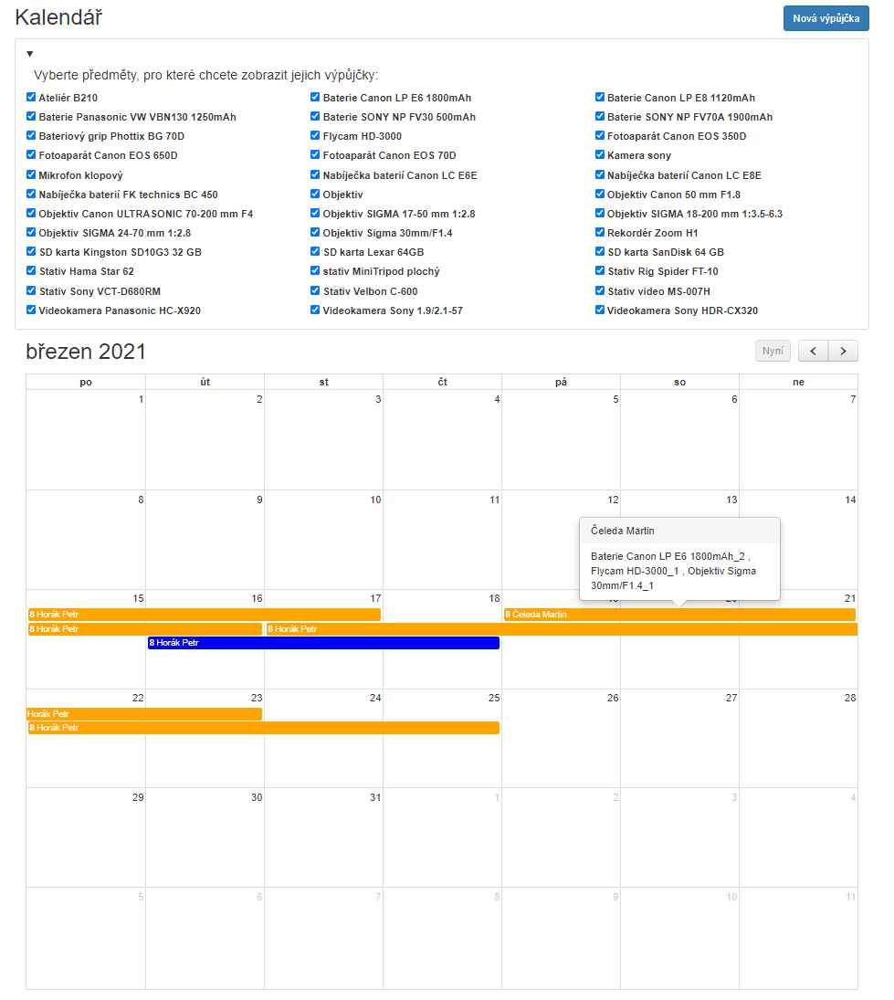 Kalendář
Nová výpůjčka
Vyberte předměty, pro které chcete zobrazit jejich výpůjčky:
Ateliér B210 Baterie Canon LP E6 1800mAh Baterie Canon LP E8 1120mAh
Baterie Panasonic VW VBN130 1250mAh Baterie SONY NP FV30 500mAh Baterie SONY NP FV70A 1900mAh
Bateriový grip Phottix BG 70D Flycam HD-3000 Fotoaparát Canon EOS 350D
Fotoaparát Canon EOS 650D Fotoaparát Canon EOS 70D Kamera sony
Mikrofon klopový Nabíječka baterií Canon LC E6E Nabíječka baterií Canon LC E8E
Nabíječka baterií FK technics BC 450 Objektiv Objektiv Canon 50 mm F1.8
Objektiv Canon ULTRASONIC 70-200 mm F4 Objektiv SIGMA 17-50 mm 1:2.8 Objektiv SIGMA 18-200 mm 1:3.5-6.3
Objektiv SIGMA 24-70 mm 1:2.8 Objektiv Sigma 30mm/F1.4 Rekordér Zoom H1
SD karta Kingston SD10G3 32 GB SD karta Lexar 64GB SD karta SanDisk 64 GB
Stativ Hama Star 62 stativ MiniTripod plochý Stativ Rig Spider FT-10
Stativ Sony VCT-D680RM Stativ Velbon C-600 Stativ video MS-007H
Videokamera Panasonic HC-X920 Videokamera Sony 1.9/2.1-57 Videokamera Sony HDR-CX320
březen 2021 Nyní
po út st čt pá so ne
1 2 3 4 5 6 7
8 9 10 11 12 13 14
Čeleda Martin
Baterie Canon LP E6 1800mAh_2 ,
Flycam HD-3000_1 , Objektiv Sigma
30mm/F1.4_1
15 16 17 18 21
8 Horák Petr 8 Čeleda Martin
8 Horák Petr 8 Horák Petr
8 Horák Petr
22 23 24 25 26 27 28
Horák Petr
8 Horák Petr
29 30 31 1 2 3 4
5 6 7 8 9 10 11